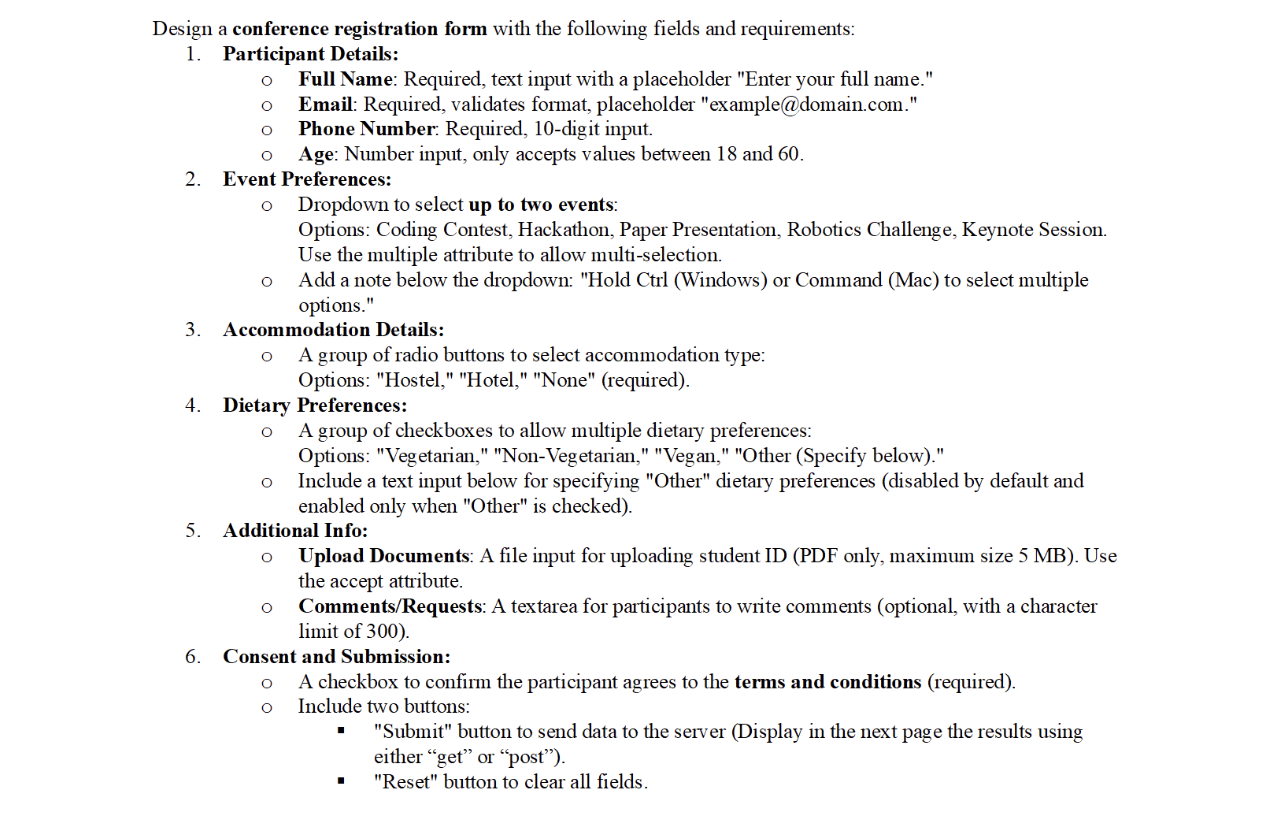 Design a conference registration form with the following fields and requirements:
1. Participant Details:
o Full Name: Required, text input with a placeholder "Enter your full name."
o Email: Required, validates format, placeholder "example@domain.com."
o Phone Number: Required, 10-digit input.
o Age: Number input, only accepts values between 18 and 60.
2. Event Preferences:
o Dropdown to select up to two events:
Options: Coding Contest, Hackathon, Paper Presentation, Robotics Challenge, Keynote Session.
Use the multiple attribute to allow multi-selection.
o Add a note below the dropdown: "Hold Ctrl (Windows) or Command (Mac) to select multiple
options."
3. Accommodation Details:
o A group of radio buttons to select accommodation type:
Options: "Hostel," "Hotel," "None" (required).
4. Dietary Preferences:
o A group of checkboxes to allow multiple dietary preferences:
Options: "Vegetarian," "Non-Vegetarian," "Vegan," "Other (Specify below)."
o Include a text input below for specifying "Other" dietary preferences (disabled by default and
enabled only when "Other" is checked).
5. Additional Info:
o Upload Documents: A file input for uploading student ID (PDF only, maximum size 5 MB). Use
the accept attribute.
o Comments/Requests: A textarea for participants to write comments (optional, with a character
limit of 300).
6. Consent and Submission:
o A checkbox to confirm the participant agrees to the terms and conditions (required).
o Include two buttons:
▪ "Submit" button to send data to the server (Display in the next page the results using
either “get” or “post”).
▪ "Reset" button to clear all fields.